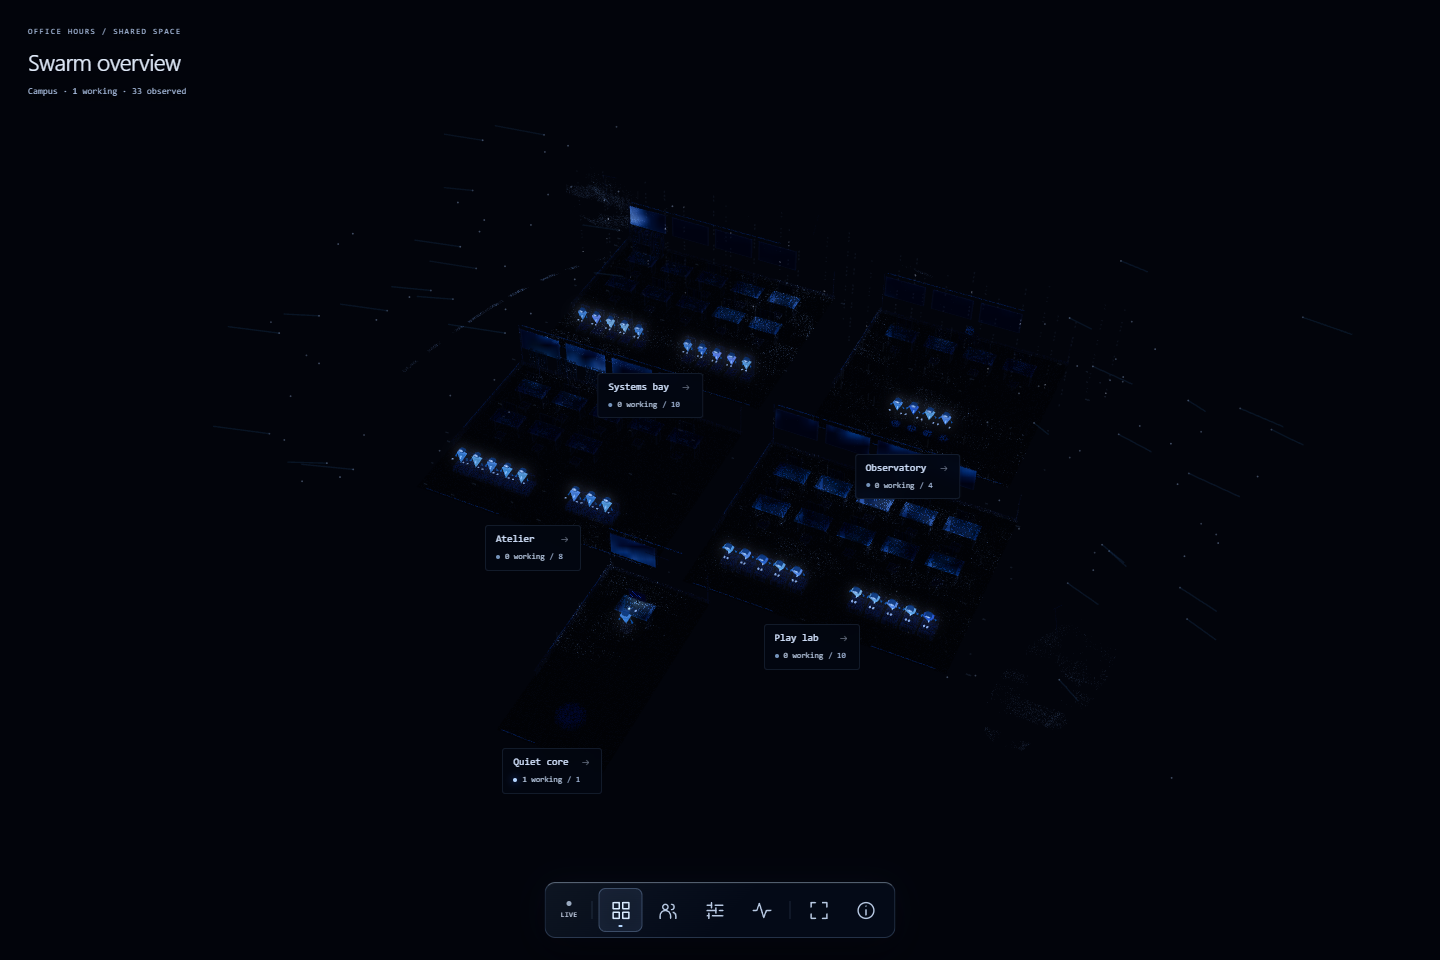 OFFICE HOURS / SHARED SPACE
Swarm overview
Campus · 1 working · 33 observed
Systems bay →
0 working / 10
Observatory →
0 working / 4
Atelier →
0 working / 8
Play lab →
0 working / 10
Quiet core →
1 working / 1
LIVE